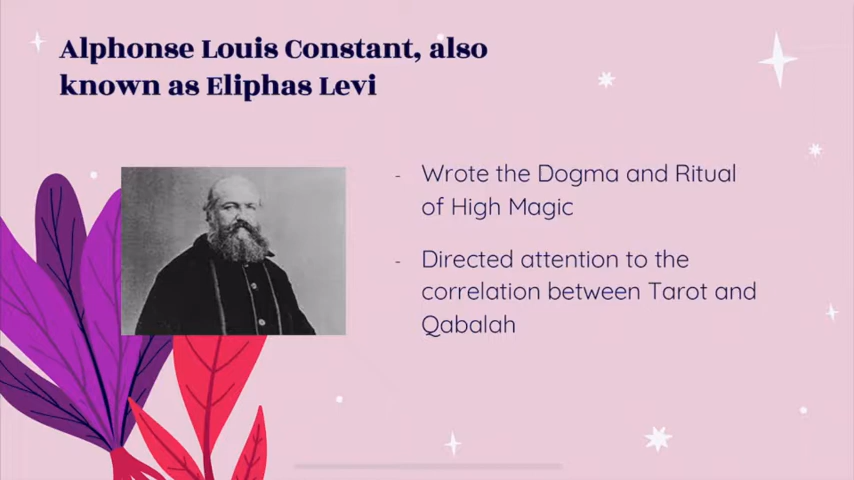 Alphonse Louis Constant, also
known as Eliphas Levi
- Wrote the Dogma and Ritual
of High Magic
- Directed attention to the
correlation between Tarot and
Qabalah